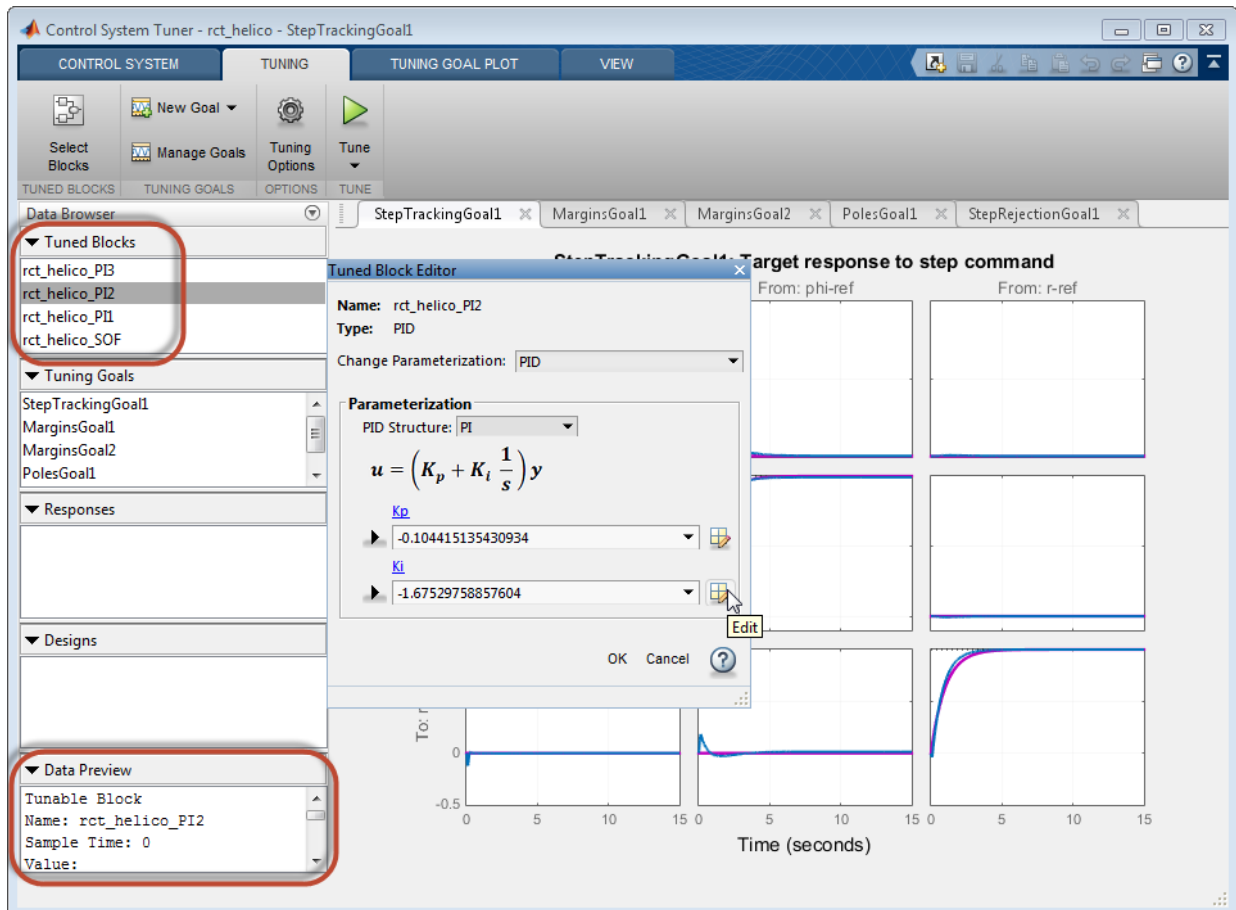 Control System Tuner - rct_helico - StepTrackingGoal1
CONTROL SYSTEM TUNING TUNING GOAL PLOT VIEW
New Goal
Select Blocks
Manage Goals
Tuning Options
Tune
TUNED BLOCKS TUNING GOALS OPTIONS TUNE
Data Browser
StepTrackingGoal1 MarginsGoal1 MarginsGoal2 PolesGoal1 StepRejectionGoal1
Tuned Blocks
rct_helico_PI3
rct_helico_PI2
rct_helico_PI1
rct_helico_SOF
Tuning Goals
StepTrackingGoal1
MarginsGoal1
MarginsGoal2
PolesGoal1
Responses
Designs
Data Preview
Tunable Block
Name: rct_helico_PI2
Sample Time: 0
Value:
StepTrackingGoal1: Target response to step command
From: phi-ref From: r-ref
Tuned Block Editor
Name: rct_helico_PI2
Type: PID
Change Parameterization: PID
Parameterization
PID Structure: PI
u = (K_p + K_i 1/s) y
Kp
-0.104415135430934
Ki
-1.67529758857604
Edit
OK Cancel ?
To: r
0
-0.5
0 5 10 15 0 5 10 15 0 5 10 15
Time (seconds)